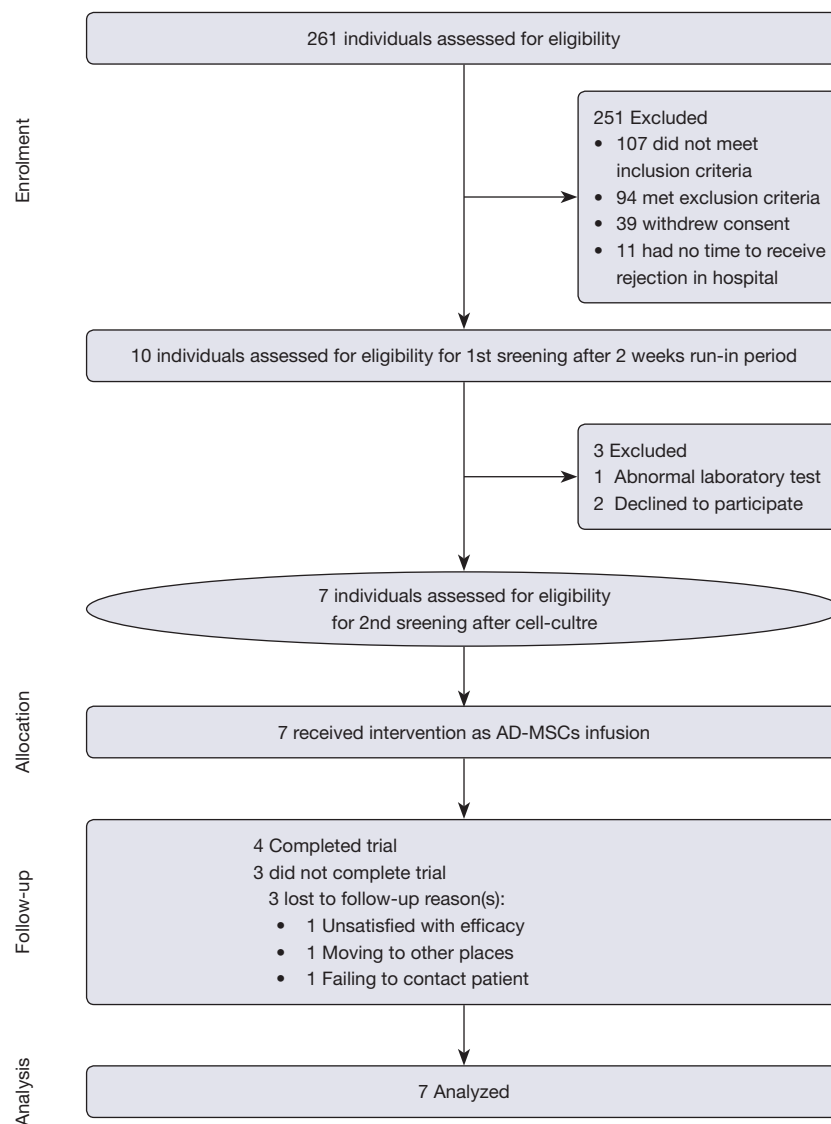 Enrolment
261 individuals assessed for eligibility
251 Excluded
• 107 did not meet
inclusion criteria
• 94 met exclusion criteria
• 39 withdrew consent
• 11 had no time to receive
rejection in hospital
10 individuals assessed for eligibility for 1st sreening after 2 weeks run-in period
3 Excluded
1 Abnormal laboratory test
2 Declined to participate
7 individuals assessed for eligibility
for 2nd sreening after cell-cultre
Allocation
7 received intervention as AD-MSCs infusion
Follow-up
4 Completed trial
3 did not complete trial
3 lost to follow-up reason(s):
• 1 Unsatisfied with efficacy
• 1 Moving to other places
• 1 Failing to contact patient
Analysis
7 Analyzed